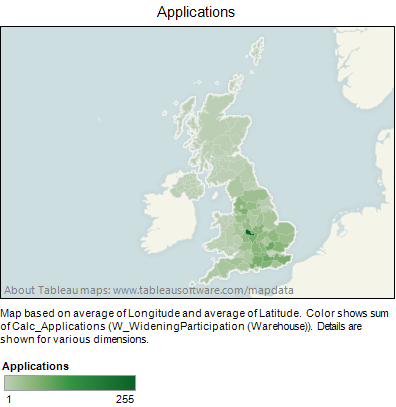 Applications
About Tableau maps: www.tableausoftware.com/mapdata
Map based on average of Longitude and average of Latitude. Color shows sum
of Calc_Applications (W_WideningParticipation (Warehouse)). Details are
shown for various dimensions.
Applications
1 255